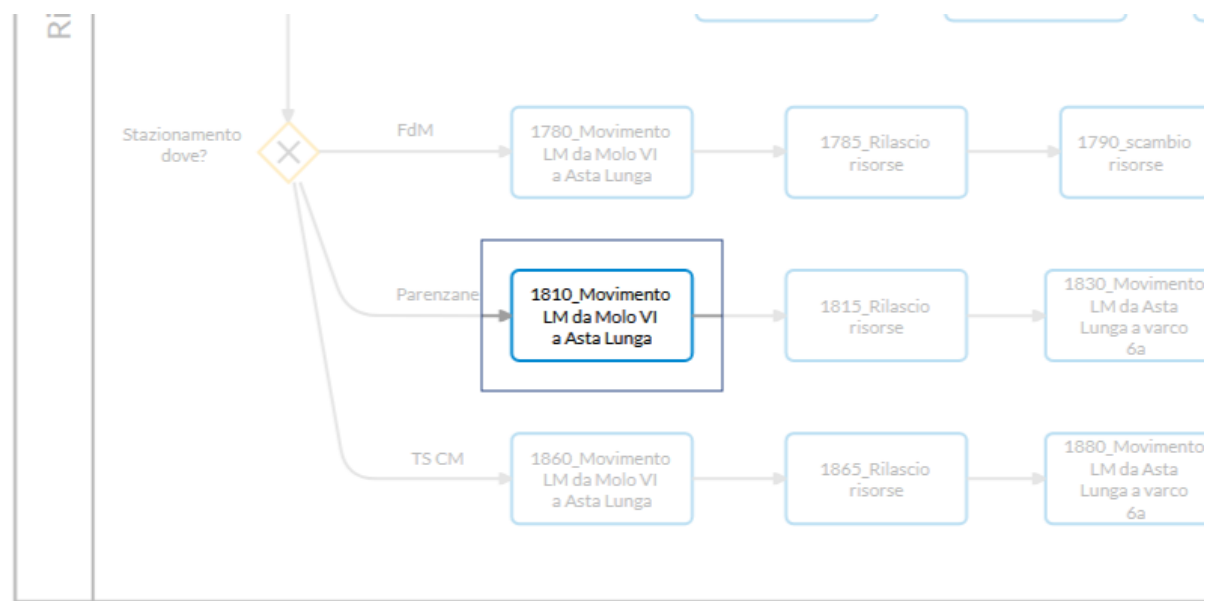 Ri
Stazionamento
dove?
FdM
1780_Movimento
LM da Molo VI
a Asta Lunga
1785_Rilascio
risorse
1790_scambio
risorse
Parenzane
1810_Movimento
LM da Molo VI
a Asta Lunga
1815_Rilascio
risorse
1830_Movimento
LM da Asta
Lunga a varco
6a
TS CM
1860_Movimento
LM da Molo VI
a Asta Lunga
1865_Rilascio
risorse
1880_Movimento
LM da Asta
Lunga a varco
6a